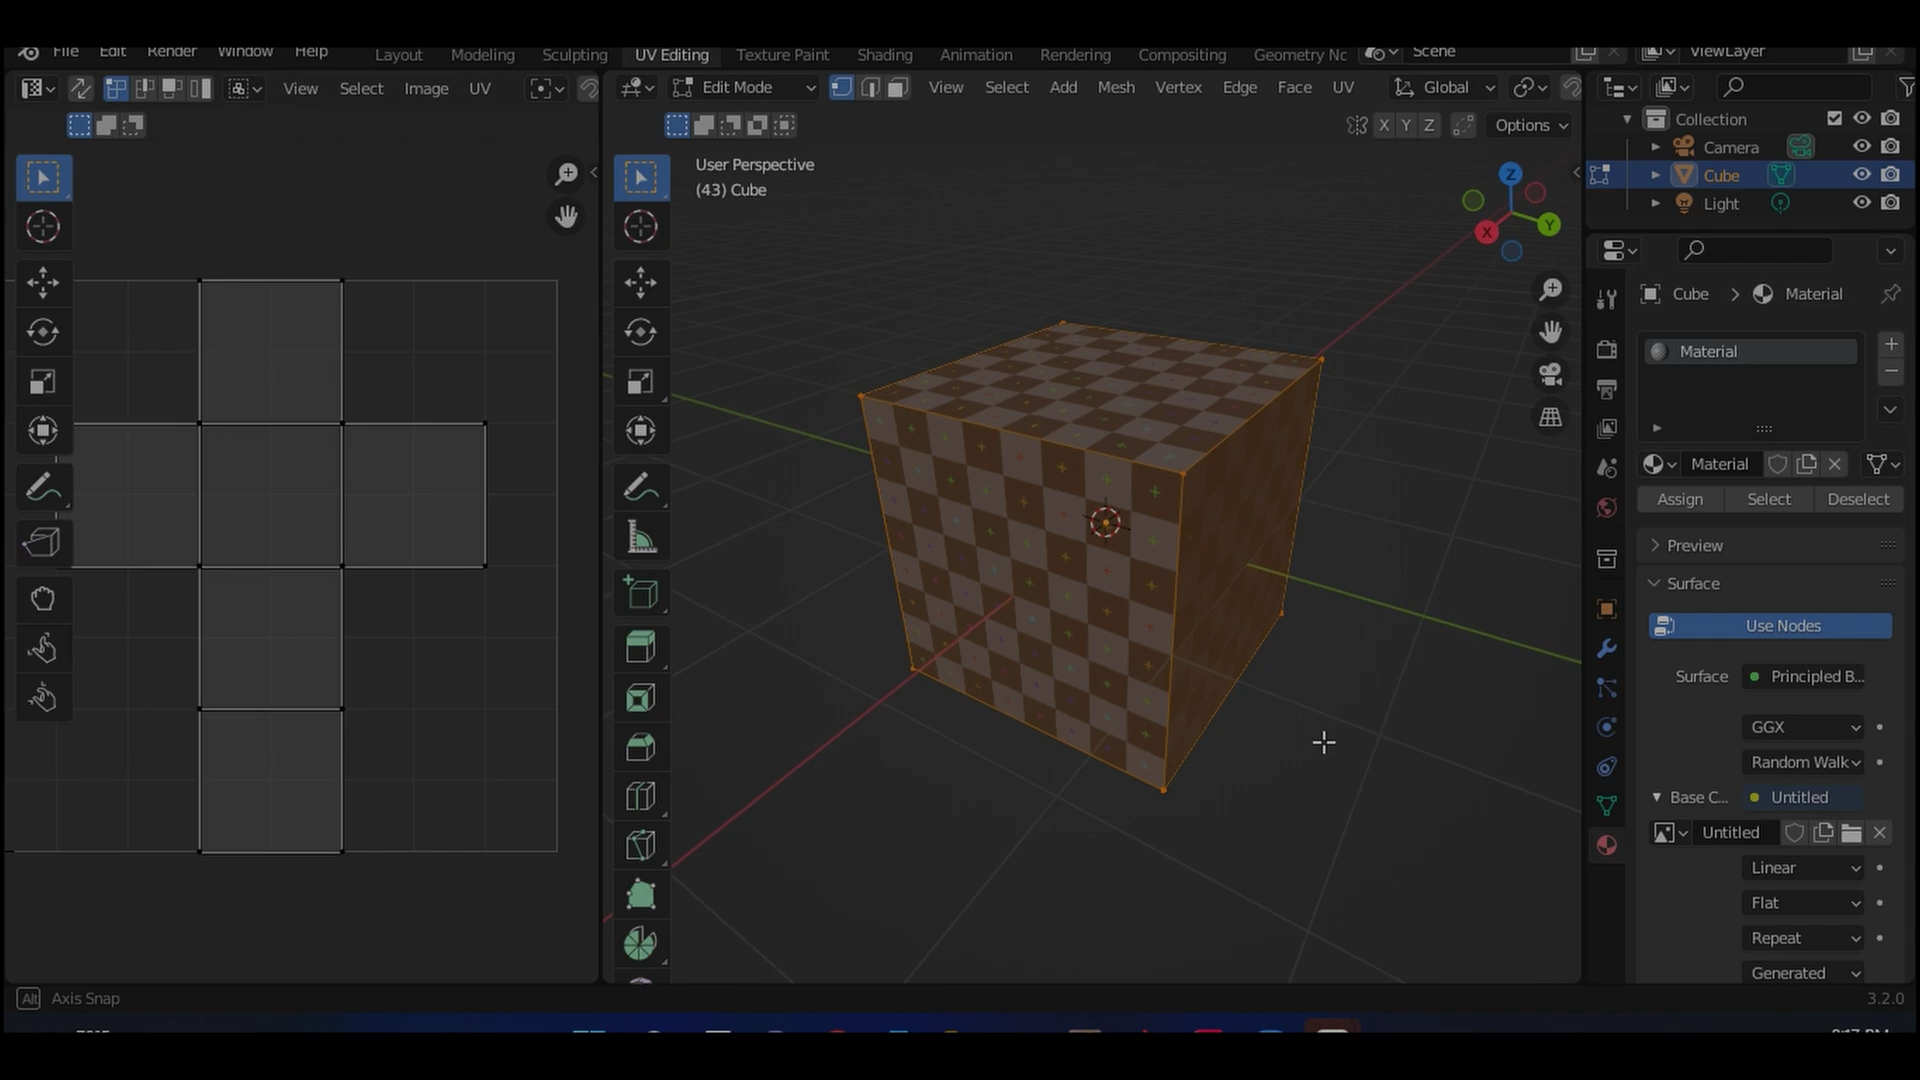 File Edit Render Window Help Layout Modeling Sculpting UV Editing Texture Paint Shading Animation Rendering Compositing Geometry Nc Scene ViewLayer
View Select Image UV
Edit Mode View Select Add Mesh Vertex Edge Face UV Global
X Y Z Options
User Perspective
(43) Cube
Z
Y
X
Collection
Camera
Cube
Light
Cube > Material
Material
Material
Assign Select Deselect
Preview
Surface
Use Nodes
Surface Principled B...
GGX
Random Walk
Base C... Untitled
Untitled
Linear
Flat
Repeat
Generated
Alt Axis Snap
3.2.0